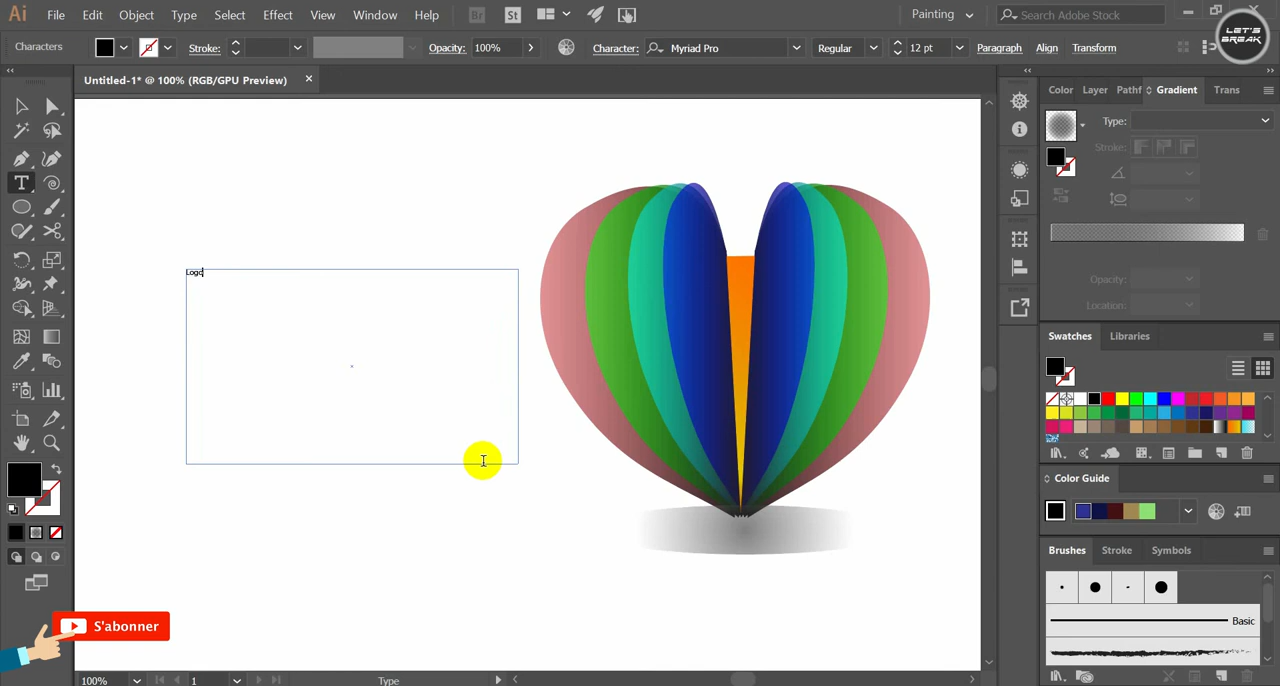 Ai File Edit Object Type Select Effect View Window Help Br St Painting Search Adobe Stock
LET'S BREAK
Characters Stroke: Opacity: 100% Character: Myriad Pro Regular 12 pt Paragraph Align Transform
Untitled-1* @ 100% (RGB/GPU Preview)
Color Layer Pathf Gradient Trans
Type:
Stroke:
Opacity:
Location:
Logo
Swatches Libraries
Color Guide
Brushes Stroke Symbols
Basic
S'abonner
100% 1 Type